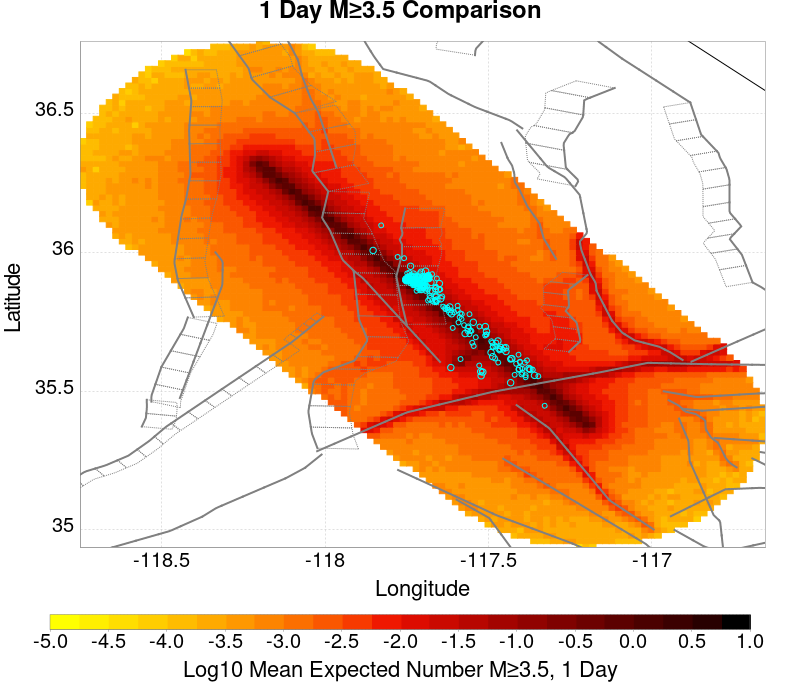 1 Day M≥3.5 Comparison
36.5
36
35.5
35
Latitude
-118.5 -118 -117.5 -117
Longitude
-5.0 -4.5 -4.0 -3.5 -3.0 -2.5 -2.0 -1.5 -1.0 -0.5 0.0 0.5 1.0
Log10 Mean Expected Number M≥3.5, 1 Day